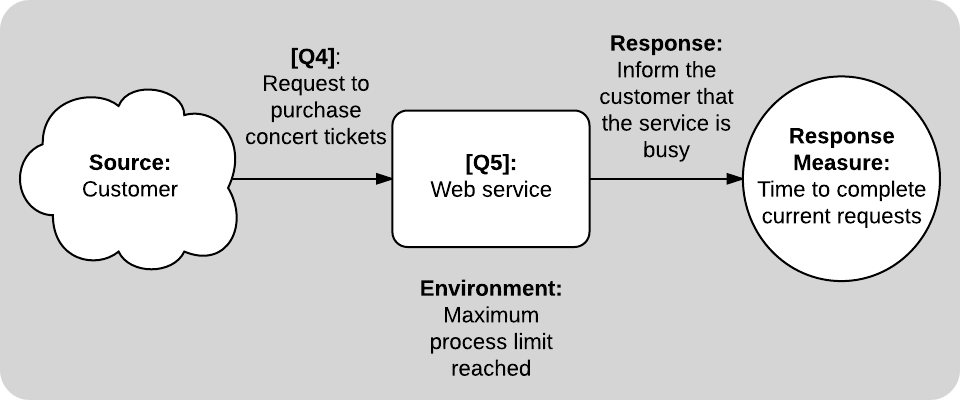 Source:
Customer
[Q4]:
Request to
purchase
concert tickets
[Q5]:
Web service
Environment:
Maximum
process limit
reached
Response:
Inform the
customer that
the service is
busy
Response
Measure:
Time to complete
current requests